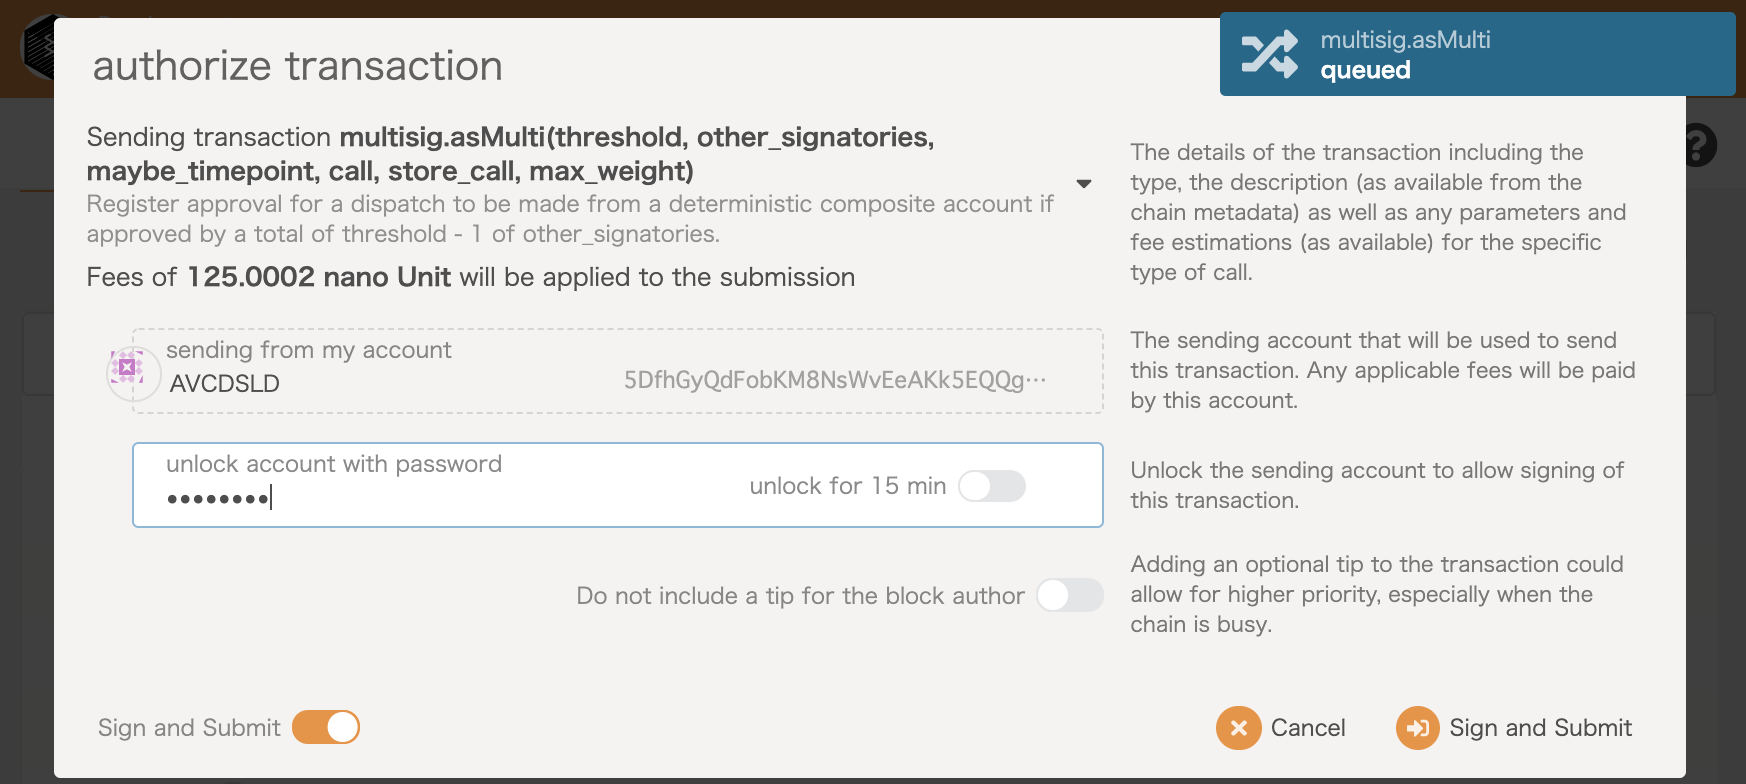 authorize transaction
multisig.asMulti
queued
Sending transaction multisig.asMulti(threshold, other_signatories,
maybe_timepoint, call, store_call, max_weight)
Register approval for a dispatch to be made from a deterministic composite account if
approved by a total of threshold - 1 of other_signatories.
Fees of 125.0002 nano Unit will be applied to the submission
The details of the transaction including the
type, the description (as available from the
chain metadata) as well as any parameters and
fee estimations (as available) for the specific
type of call.
sending from my account
AVCDSLD
5DfhGyQdFobKM8NsWvEeAKk5EQQg…
The sending account that will be used to send
this transaction. Any applicable fees will be paid
by this account.
unlock account with password
••••••••
unlock for 15 min
Unlock the sending account to allow signing of
this transaction.
Do not include a tip for the block author
Adding an optional tip to the transaction could
allow for higher priority, especially when the
chain is busy.
Sign and Submit
Cancel
Sign and Submit